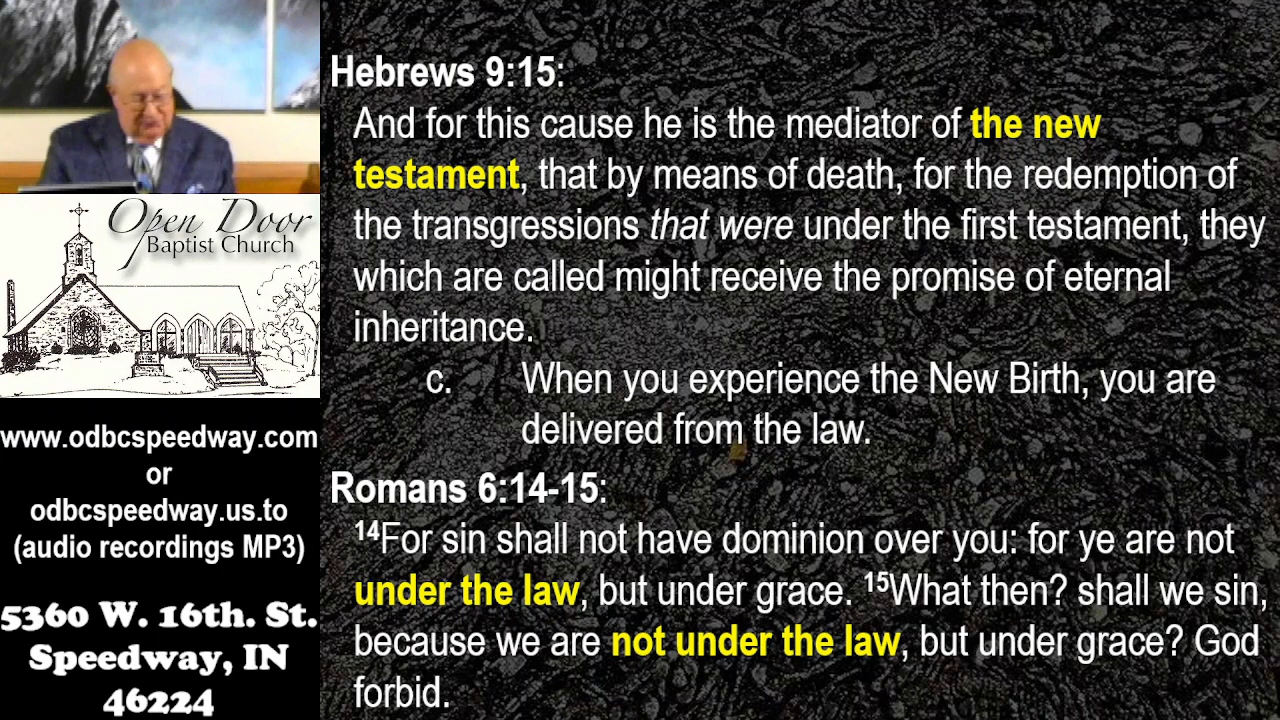 Open Door
Baptist Church
www.odbcspeedway.com
or
odbcspeedway.us.to
(audio recordings MP3)
5360 W. 16th. St.
Speedway, IN
46224
Hebrews 9:15:
And for this cause he is the mediator of the new
testament, that by means of death, for the redemption of
the transgressions that were under the first testament, they
which are called might receive the promise of eternal
inheritance.
c. When you experience the New Birth, you are
delivered from the law.
Romans 6:14-15:
¹⁴For sin shall not have dominion over you: for ye are not
under the law, but under grace. ¹⁵What then? shall we sin,
because we are not under the law, but under grace? God
forbid.